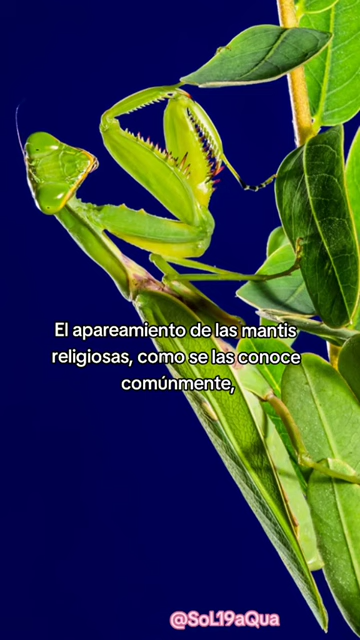 El apareamiento de las mantis
religiosas, como se las conoce
comúnmente,
@SoL19aQua